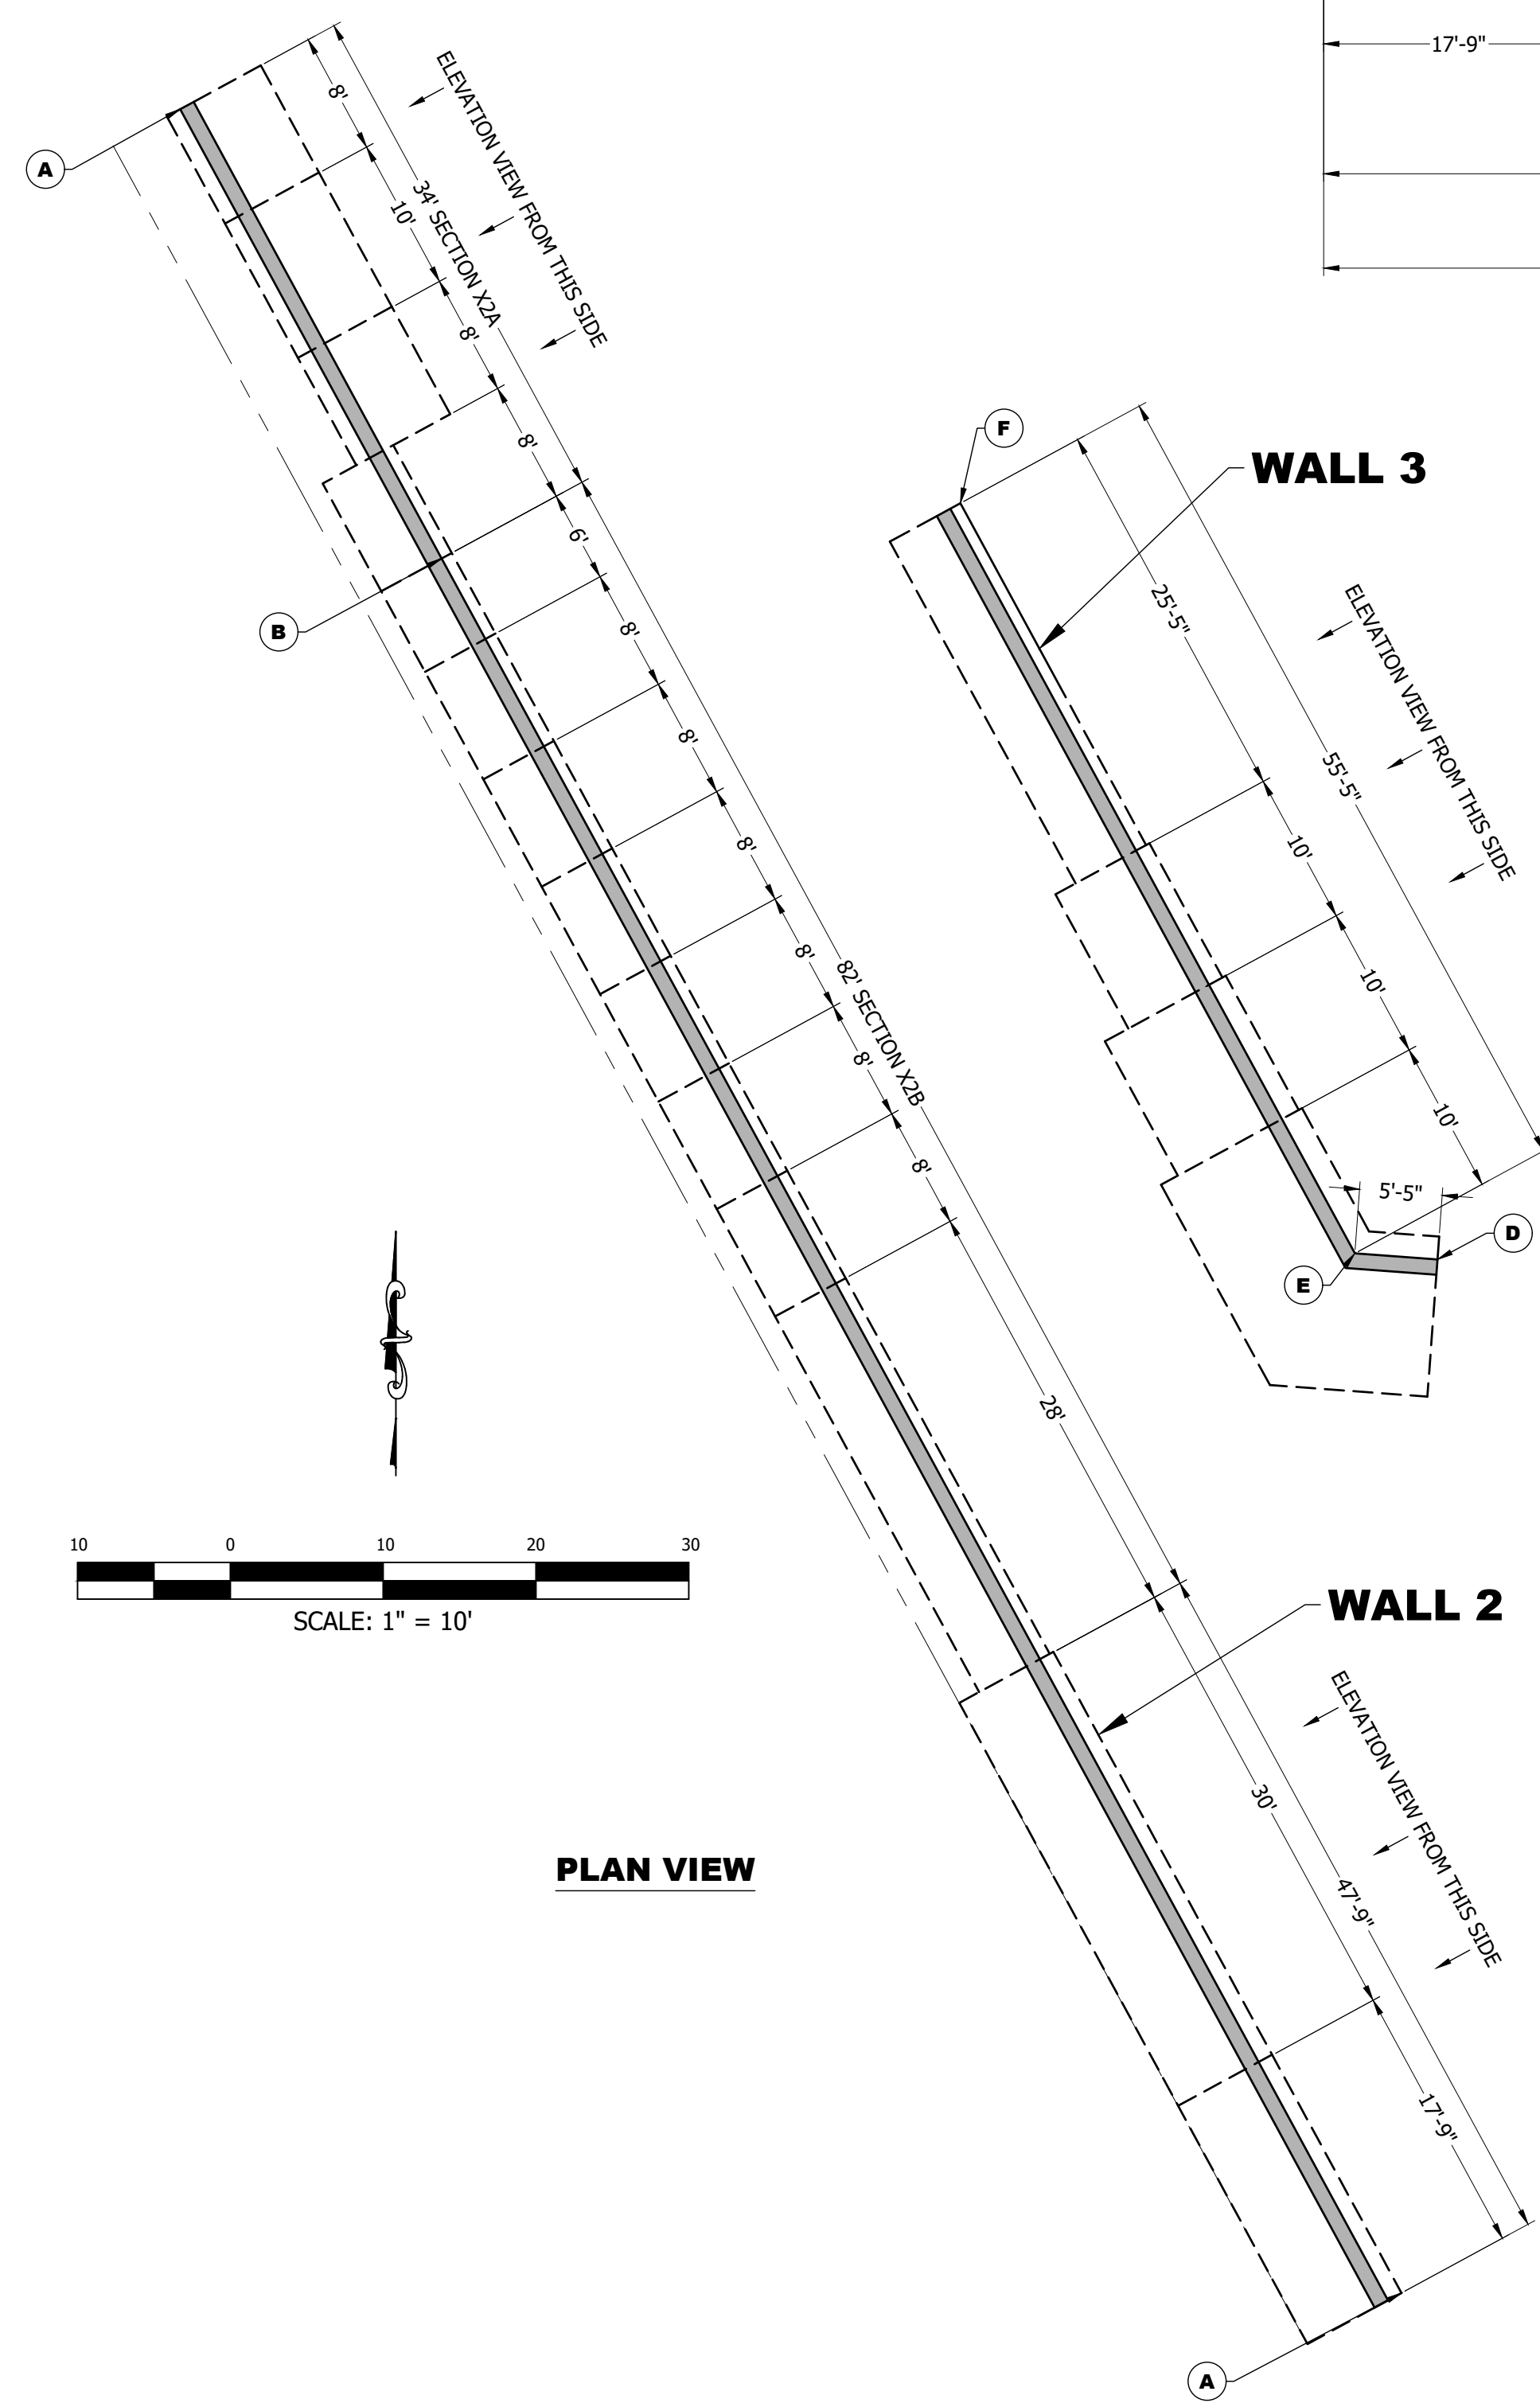 17'-9"
8'
ELEVATION VIEW FROM THIS SIDE
A
10'
34' SECTION X2A
8'
8'
F
WALL 3
6'
25'-5"
ELEVATION VIEW FROM THIS SIDE
B
8'
8'
55'-5"
8'
10'
8'
82' SECTION X2B
10'
8'
10'
8'
5'-5"
D
E
28'
10 0 10 20 30
SCALE: 1" = 10'
WALL 2
ELEVATION VIEW FROM THIS SIDE
30'
PLAN VIEW
47'-9"
17'-9"
A